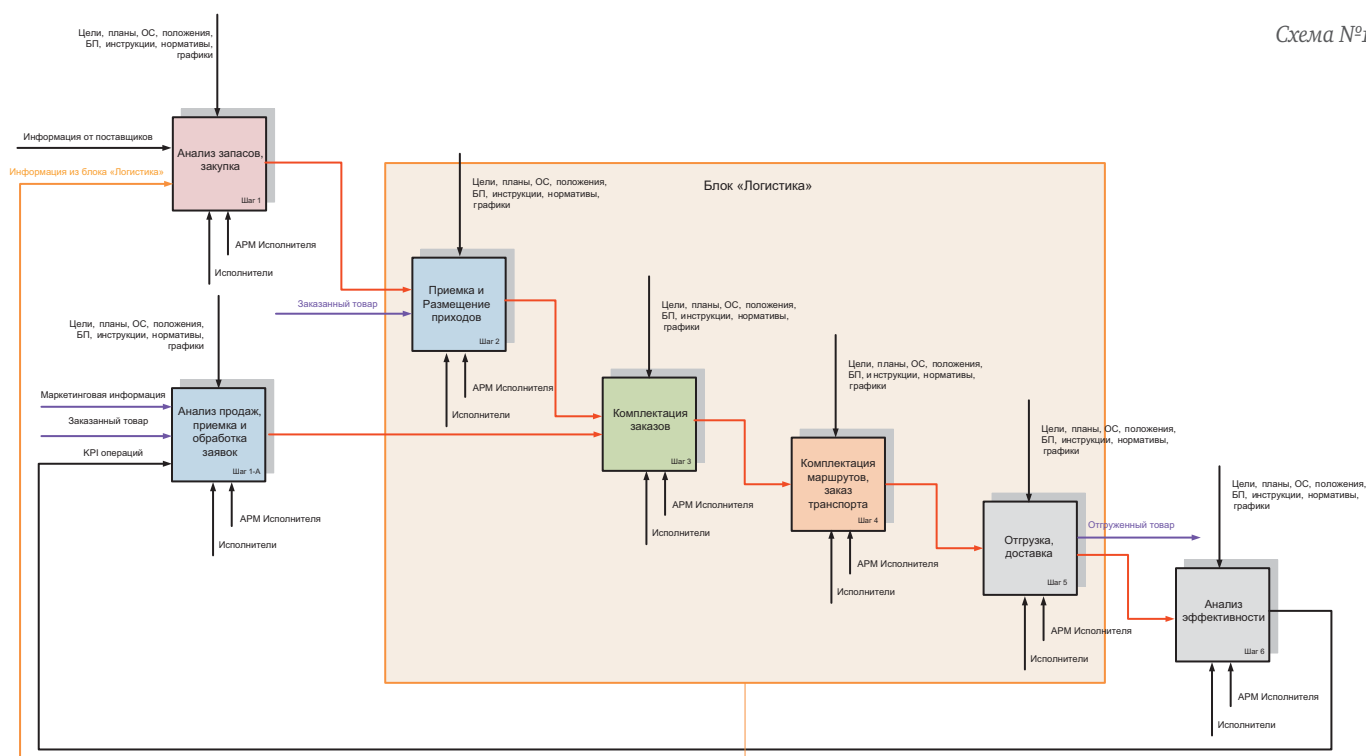 Схема №1
Цели, планы, ОС, положения,
БП, инструкции, нормативы,
графики
Информация от поставщиков
Информация из блока «Логистика»
Анализ запасов,
закупка
Шаг 1
АРМ Исполнителя
Исполнители
Блок «Логистика»
Цели, планы, ОС, положения,
БП, инструкции, нормативы,
графики
Заказанный товар
Приемка и
Размещение
приходов
Шаг 2
АРМ Исполнителя
Исполнители
Цели, планы, ОС, положения,
БП, инструкции, нормативы,
графики
Маркетинговая информация
Заказанный товар
KPI операций
Анализ продаж,
приемка и
обработка
заявок
Шаг 1-А
АРМ Исполнителя
Исполнители
Цели, планы, ОС, положения,
БП, инструкции, нормативы,
графики
Комплектация
заказов
Шаг 3
АРМ Исполнителя
Исполнители
Цели, планы, ОС, положения,
БП, инструкции, нормативы,
графики
Комплектация
маршрутов,
заказ
транспорта
Шаг 4
АРМ Исполнителя
Исполнители
Цели, планы, ОС, положения,
БП, инструкции, нормативы,
графики
Отгрузка,
доставка
Шаг 5
Отгруженный товар
АРМ Исполнителя
Исполнители
Цели, планы, ОС, положения,
БП, инструкции, нормативы,
графики
Анализ
эффективности
Шаг 6
АРМ Исполнителя
Исполнители